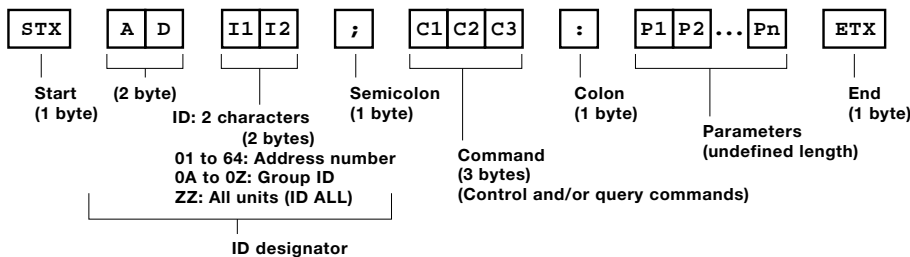 STX A D I1 I2 ; C1 C2 C3 : P1 P2 ... Pn ETX
Start
(1 byte)
(2 byte)
ID: 2 characters
(2 bytes)
01 to 64: Address number
0A to 0Z: Group ID
ZZ: All units (ID ALL)
Semicolon
(1 byte)
Command
(3 bytes)
(Control and/or query commands)
Colon
(1 byte)
Parameters
(undefined length)
End
(1 byte)
ID designator